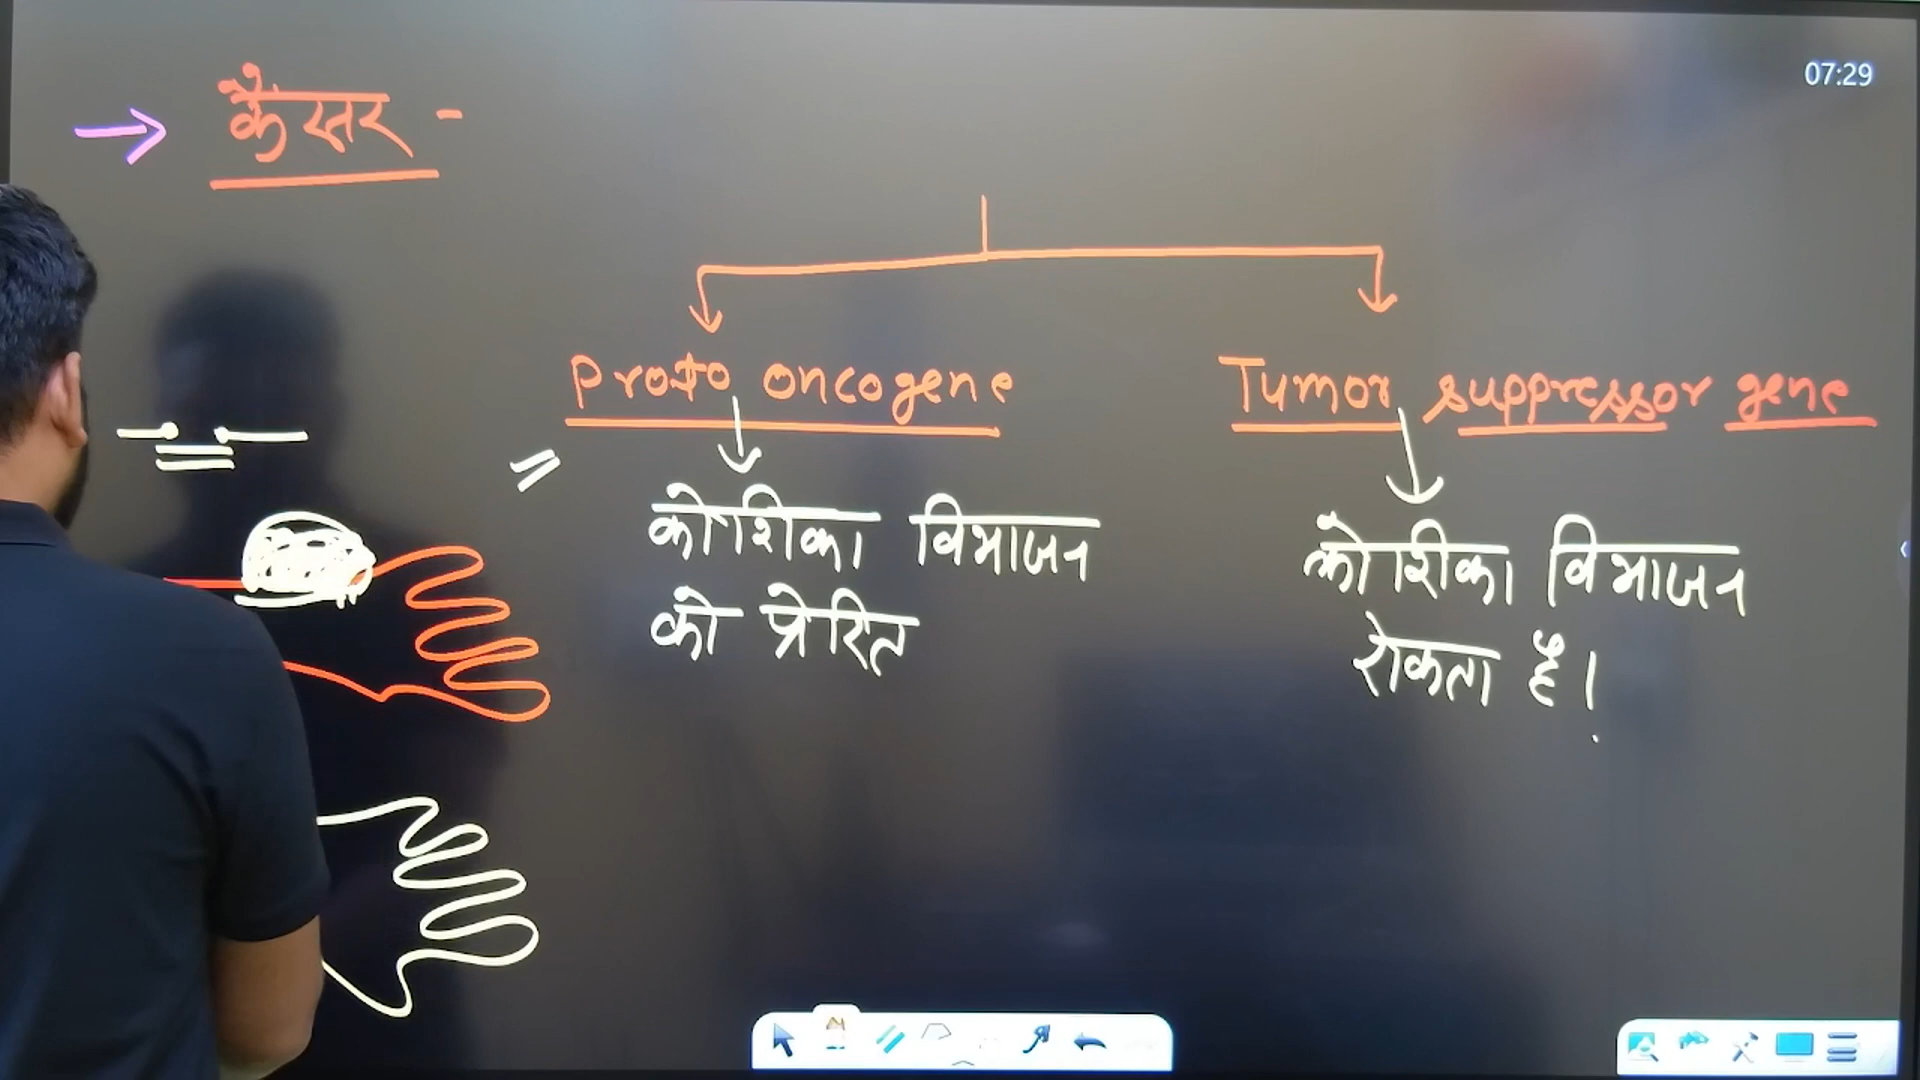 07:29
→ कैंसर -
Proto oncogene
Tumor suppressor gene
कोशिका विभाजन
को प्रेरित
कोशिका विभाजन
रोकता है।